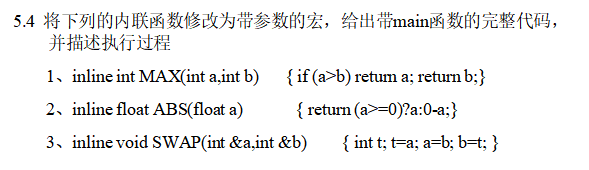 5.4 将下列的内联函数修改为带参数的宏，给出带main函数的完整代码，
并描述执行过程
1、inline int MAX(int a,int b) { if (a>b) return a; return b;}
2、inline float ABS(float a) { return (a>=0)?a:0-a;}
3、inline void SWAP(int &a,int &b) { int t; t=a; a=b; b=t; }